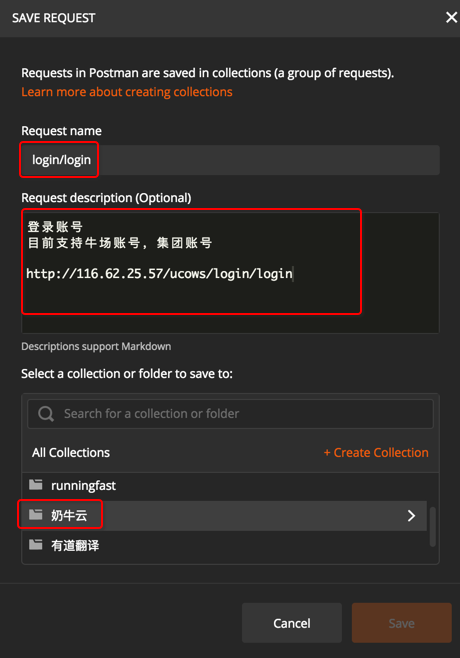 SAVE REQUEST
Requests in Postman are saved in collections (a group of requests).
Learn more about creating collections
Request name
login/login
Request description (Optional)
登录账号
目前支持牛场账号，集团账号
http://116.62.25.57/ucows/login/login
Descriptions support Markdown
Select a collection or folder to save to:
Search for a collection or folder
All Collections
+ Create Collection
runningfast
奶牛云
有道翻译
Cancel
Save